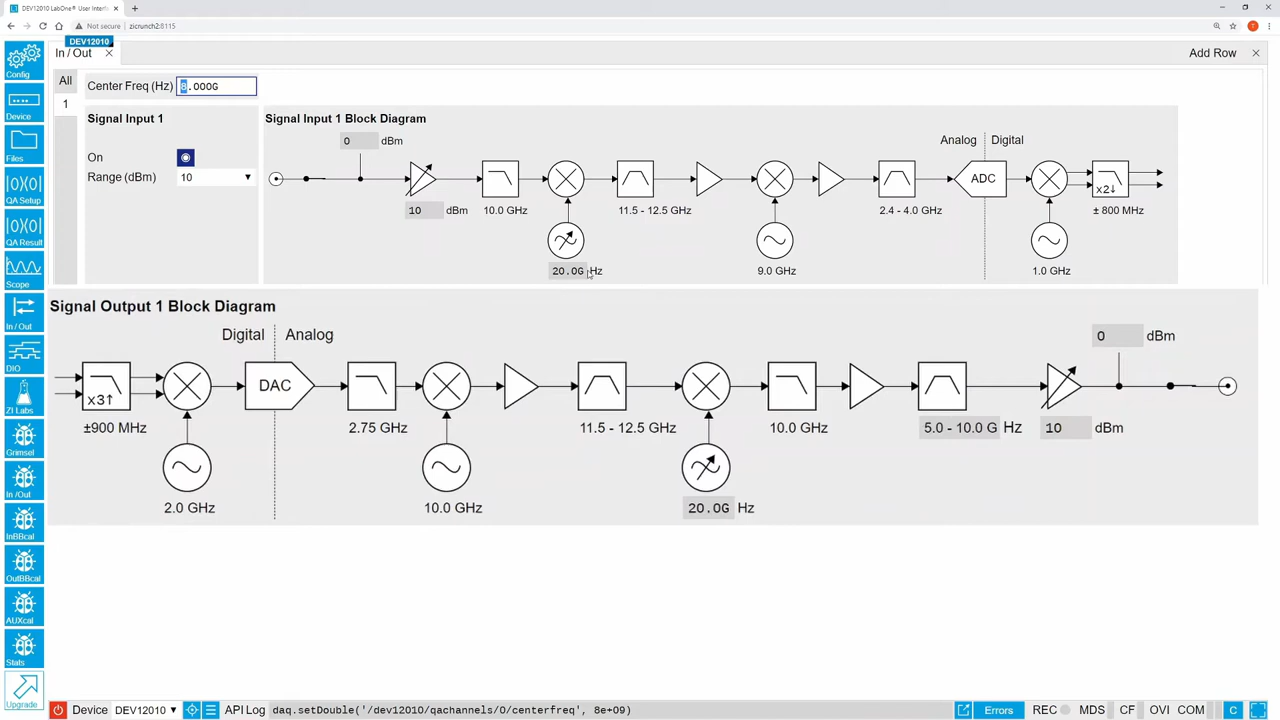 DEV12010 LabOne® User Interf
Not secure
zicrunch2:8115
DEV12010
In / Out
Add Row
All
1
Center Freq (Hz)
8.000G
Signal Input 1
On
Range (dBm)
10
Signal Input 1 Block Diagram
0 dBm
Analog
Digital
ADC
x2↓
10 dBm
10.0 GHz
11.5 - 12.5 GHz
2.4 - 4.0 GHz
± 800 MHz
20.0G Hz
9.0 GHz
1.0 GHz
Signal Output 1 Block Diagram
Digital
Analog
0 dBm
x3↑
DAC
±900 MHz
2.75 GHz
11.5 - 12.5 GHz
10.0 GHz
5.0 - 10.0 G Hz
10 dBm
2.0 GHz
10.0 GHz
20.0G Hz
Config
Device
Files
QA Setup
QA Result
Scope
In / Out
DIO
ZI Labs
Grimsel
In /Out
InBBcal
OutBBcal
AUXcal
Stats
Upgrade
Device
DEV12010
API Log
daq.setDouble('/dev12010/qachannels/0/centerfreq', 8e+09)
Errors
REC
MDS
CF
OVI
COM
C